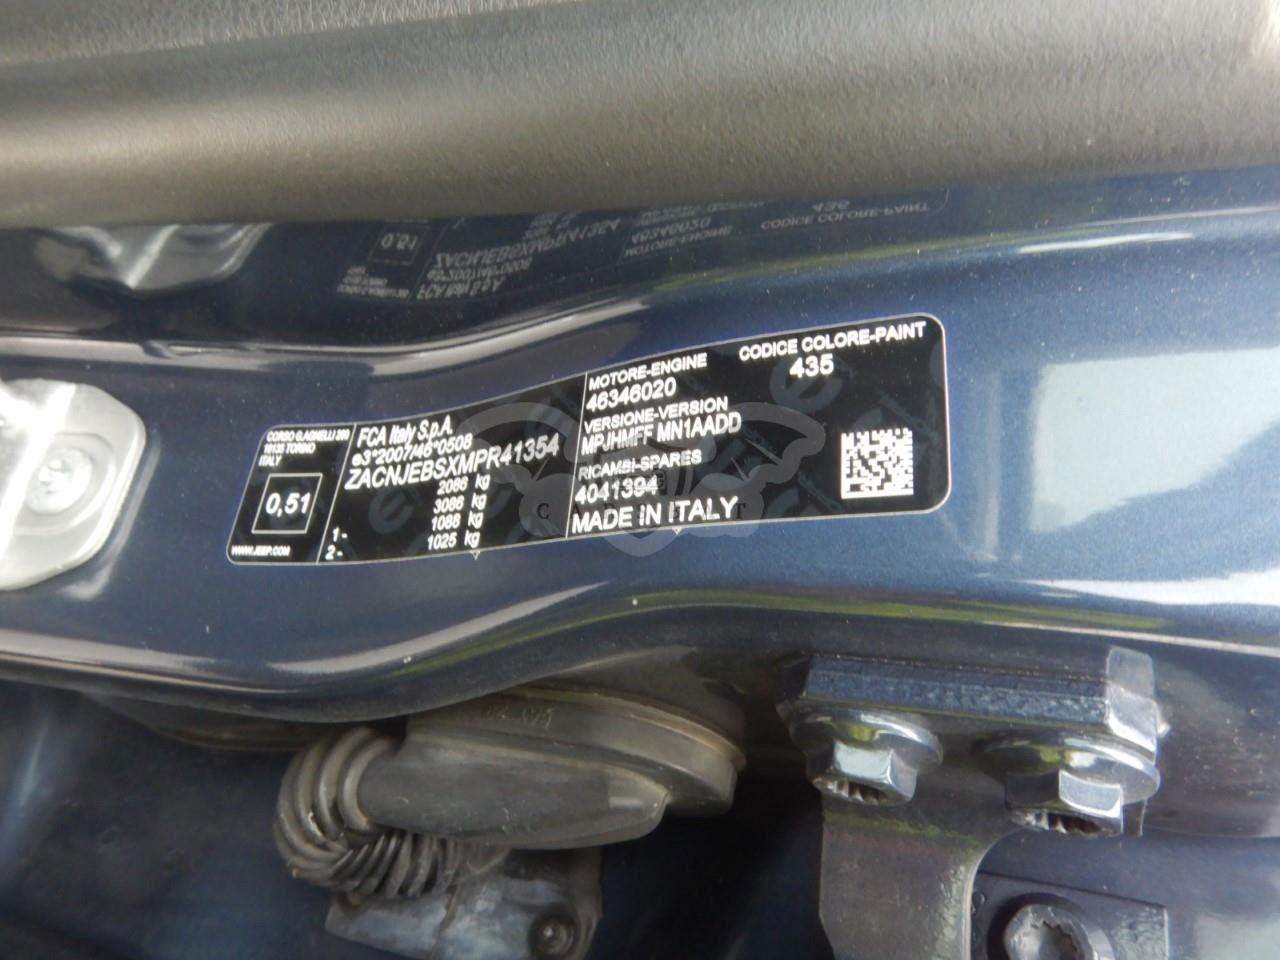 CORSO G.AGNELLI 200
10135 TORINO
ITALY
0,51
WWW.JEEP.COM
FCA Italy S.p.A.
e3*2007/46*0508
ZACNJEBSXMPR41354
2086 kg
3086 kg
1- 1088 kg
2- 1025 kg
MOTORE-ENGINE
46346020
VERSIONE-VERSION
MPJHMFF MN1AADD
RICAMBI-SPARES
4041394
MADE IN ITALY
CODICE COLORE-PAINT
435